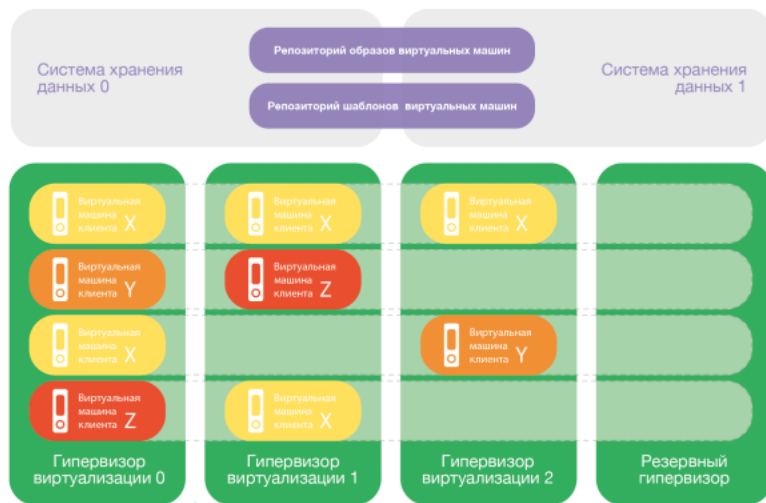 Репозиторий образов виртуальных машин
Система хранения
данных 0
Система хранения
данных 1
Репозиторий шаблонов виртуальных машин
Виртуальная
машина
клиента X
Виртуальная
машина
клиента X
Виртуальная
машина
клиента X
Виртуальная
машина
клиента Y
Виртуальная
машина
клиента Z
Виртуальная
машина
клиента X
Виртуальная
машина
клиента Y
Виртуальная
машина
клиента Z
Виртуальная
машина
клиента X
Гипервизор
виртуализации 0
Гипервизор
виртуализации 1
Гипервизор
виртуализации 2
Резервный
гипервизор